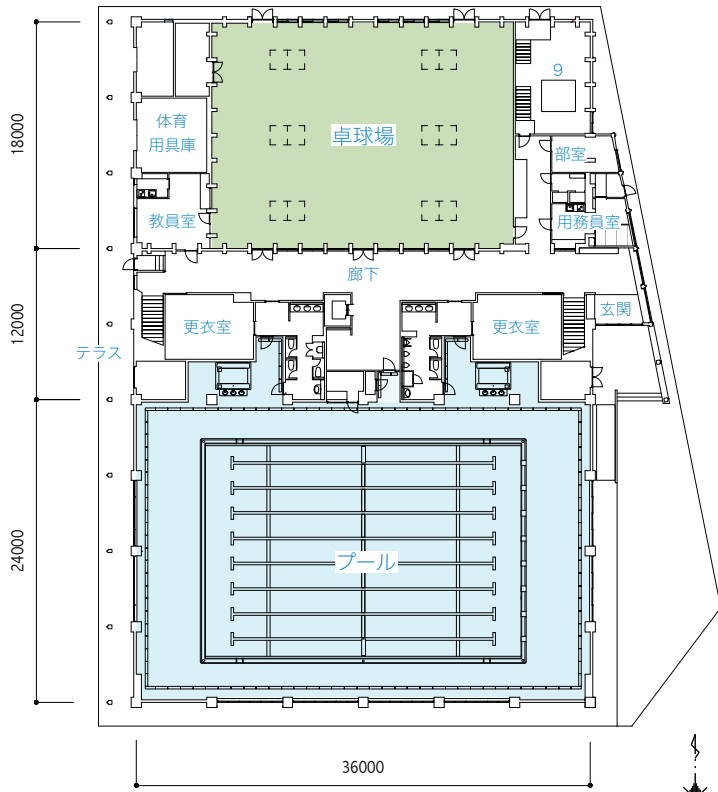 9
体育
用具庫
卓球場
部室
教員室
用務員室
廊下
玄関
更衣室
更衣室
テラス
プール
18000
12000
24000
36000